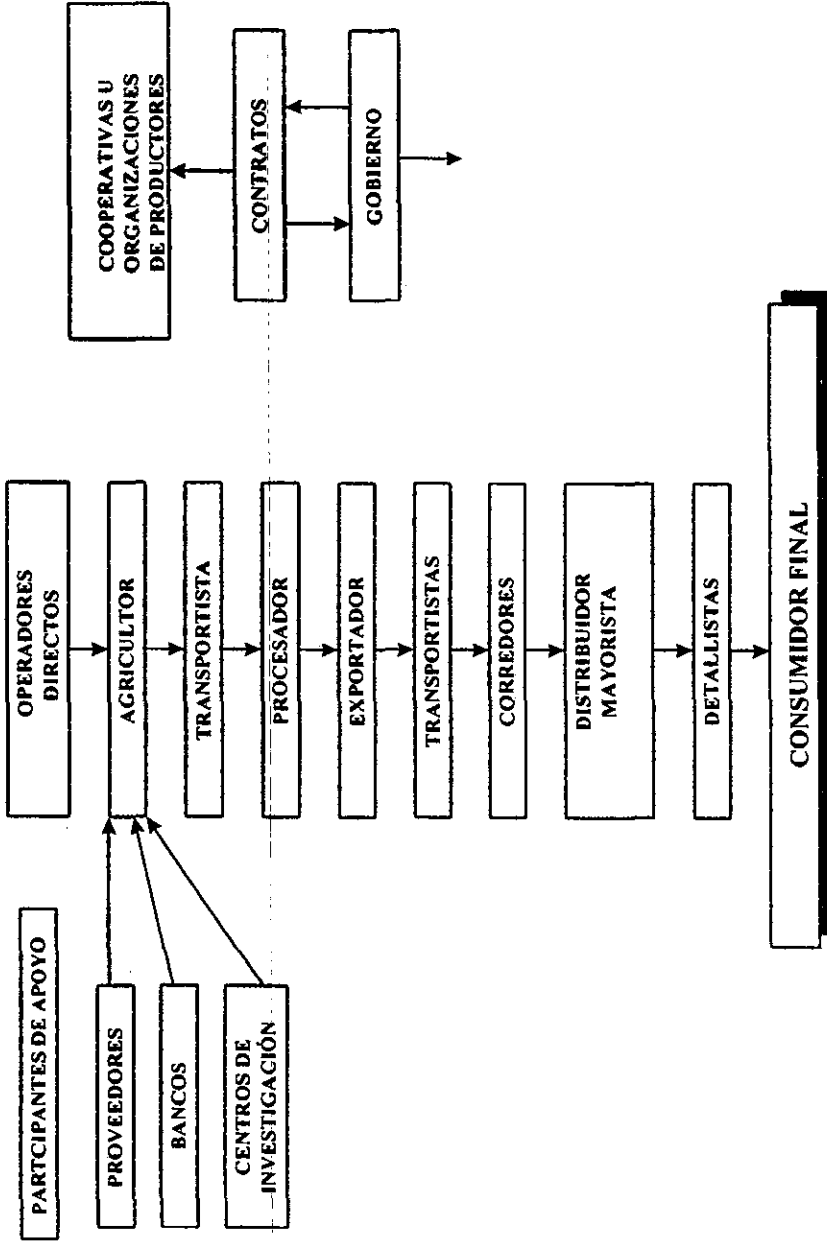 PARTCIPANTES DE APOYO
PROVEEDORES
BANCOS
CENTROS DE
INVESTIGACIÓN
OPERADORES
DIRECTOS
AGRICULTOR
TRANSPORTISTA
PROCESADOR
EXPORTADOR
TRANSPORTISTAS
CORREDORES
DISTRIBUIDOR
MAYORISTA
DETALLISTAS
CONSUMIDOR FINAL
COOPERATIVAS U
ORGANIZACIONES
DE PRODUCTORES
CONTRATOS
GOBIERNO